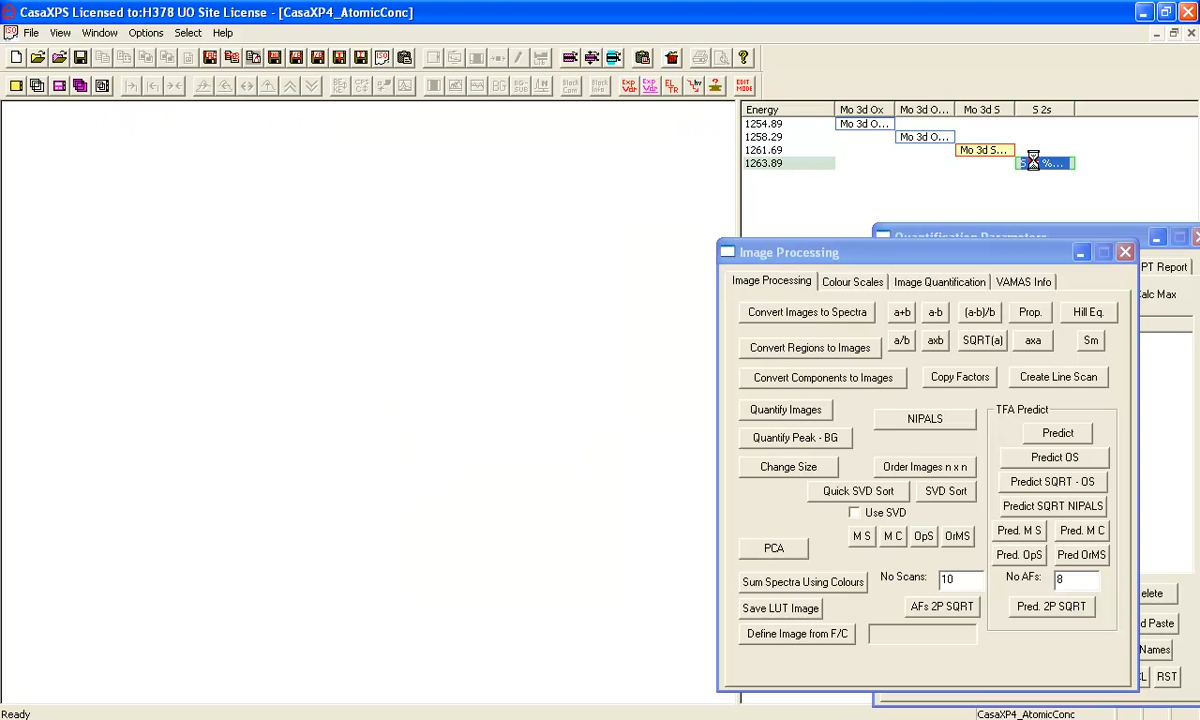 CasaXPS Licensed to:H378 UO Site License - [CasaXP4_AtomicConc]
File View Window Options Select Help
Energy Mo 3d Ox Mo 3d O... Mo 3d S S 2s
1254.89 Mo 3d O...
1258.29 Mo 3d O...
1261.69 Mo 3d S...
1263.89 S %...
Quantification Parameters
Image Processing
Image Processing Colour Scales Image Quantification VAMAS Info PT Report
Calc Max
Convert Images to Spectra a+b a-b (a-b)/b Prop. Hill Eq.
Convert Regions to Images a/b axb SQRT(a) axa Sm
Convert Components to Images Copy Factors Create Line Scan
Quantify Images NIPALS TFA Predict
Quantify Peak - BG Predict
Change Size Order Images n x n Predict OS
Quick SVD Sort SVD Sort Predict SQRT - OS
Use SVD Predict SQRT NIPALS
M S M C OpS OrMS Pred. M S Pred. M C
PCA Pred. OpS Pred OrMS
Sum Spectra Using Colours No Scans: 10 No AFs: 8
elete
Save LUT Image AFs 2P SQRT Pred. 2P SQRT
d Paste
Define Image from F/C
Names
RST
Ready CasaXP4_AtomicConc